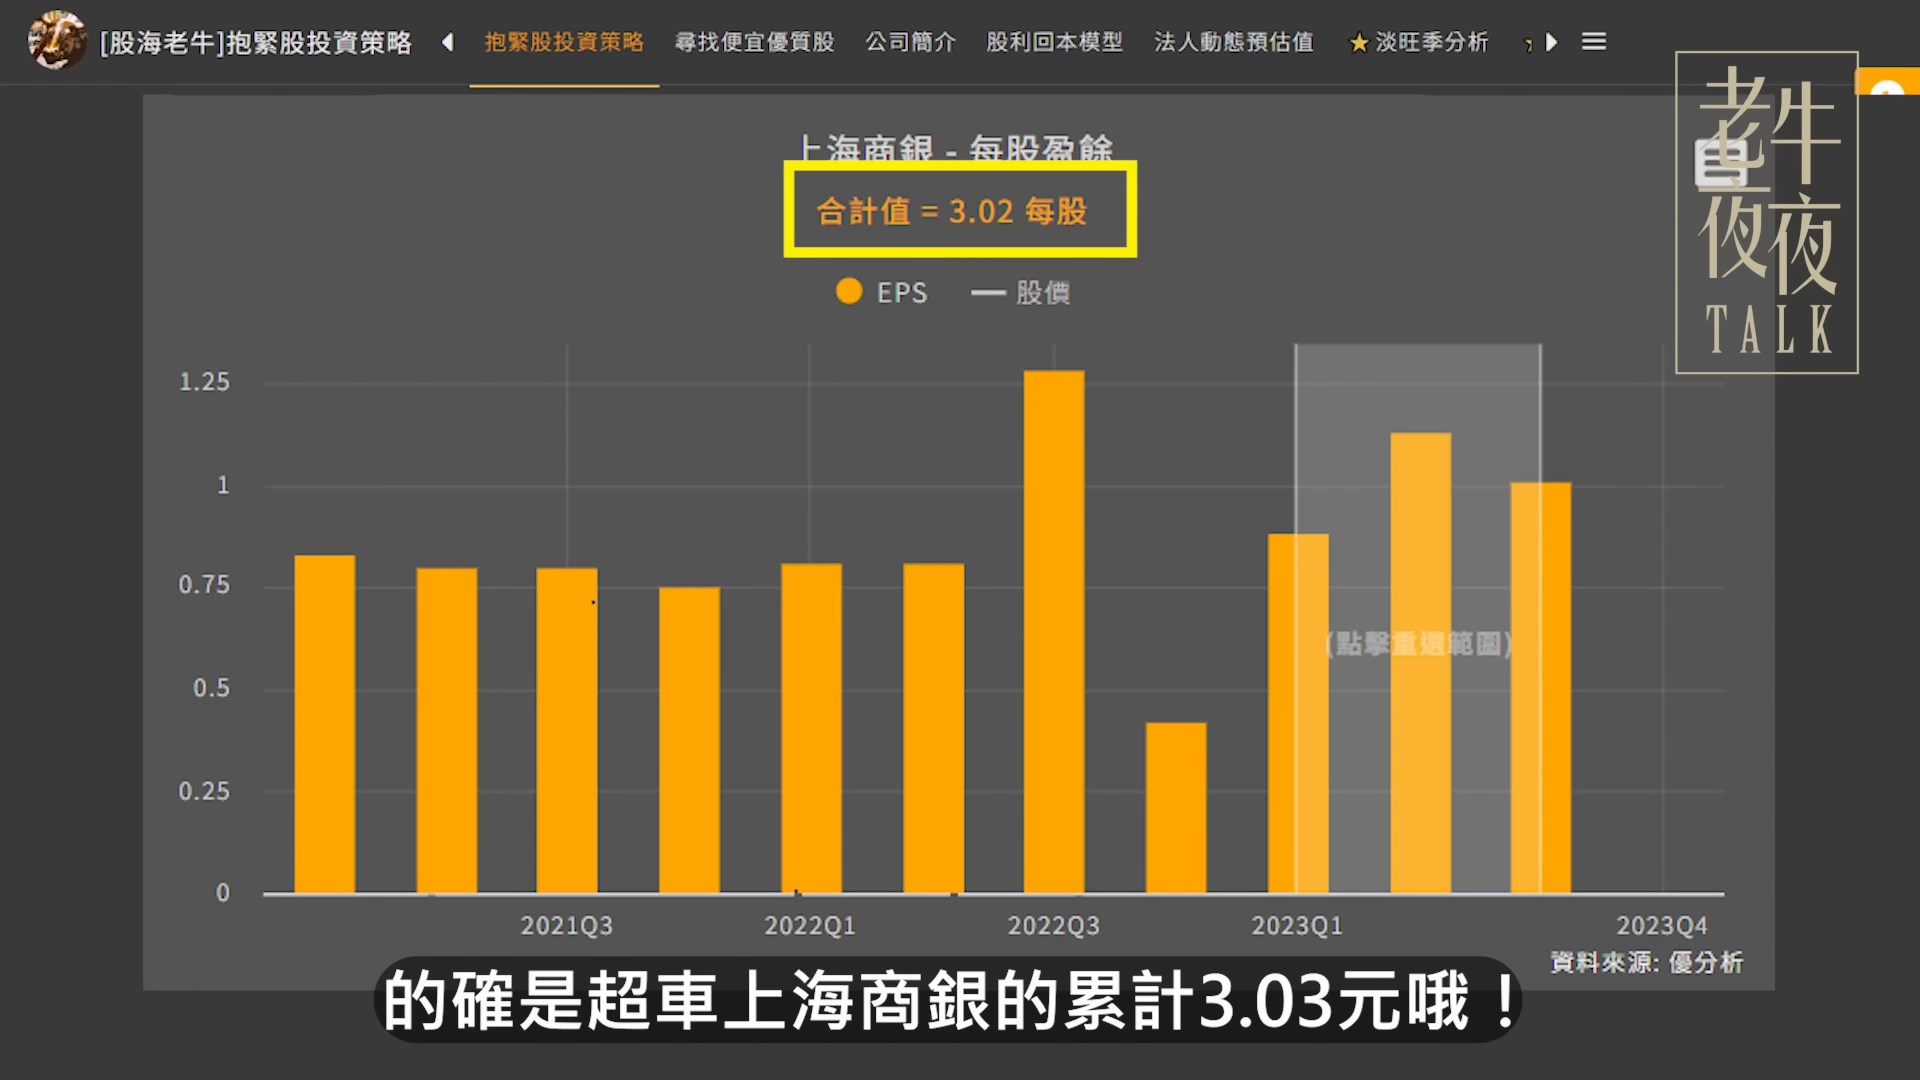 [股海老牛]抱緊股投資策略 抱緊股投資策略 尋找便宜優質股 公司簡介 股利回本模型 法人動態預估值 淡旺季分析
老牛
夜夜
TALK
上海商銀 - 每股盈餘
合計值 = 3.02 每股
EPS 股價
1.25
1
0.75
0.5
0.25
0
(點擊重選範圍)
2021Q3 2022Q1 2022Q3 2023Q1 2023Q4
資料來源: 優分析
的確是超車上海商銀的累計3.03元哦！